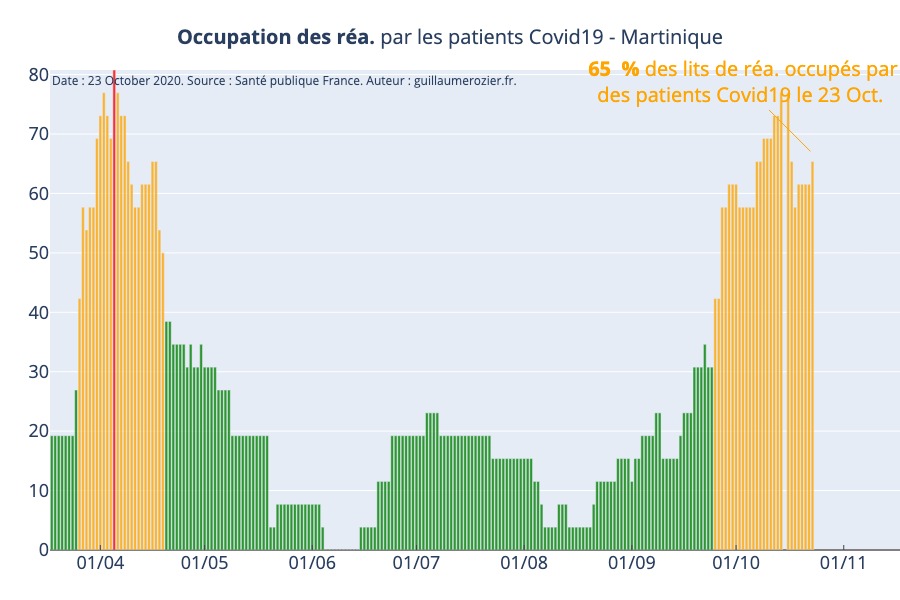 Occupation des réa. par les patients Covid19 - Martinique
65 % des lits de réa. occupés par
des patients Covid19 le 23 Oct.
Date : 23 October 2020. Source : Santé publique France. Auteur : guillaumerozier.fr.
80
70
60
50
40
30
20
10
0
01/04 01/05 01/06 01/07 01/08 01/09 01/10 01/11